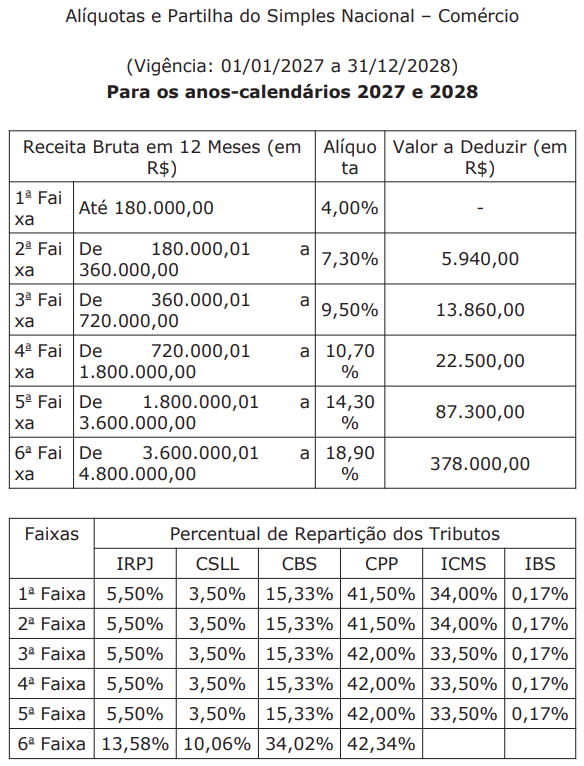 Alíquotas e Partilha do Simples Nacional – Comércio
(Vigência: 01/01/2027 a 31/12/2028)
Para os anos-calendários 2027 e 2028
Receita Bruta em 12 Meses (em R$) Alíquota Valor a Deduzir (em R$)
1ª Faixa Até 180.000,00 4,00% -
2ª Faixa De 180.000,01 a 360.000,00 7,30% 5.940,00
3ª Faixa De 360.000,01 a 720.000,00 9,50% 13.860,00
4ª Faixa De 720.000,01 a 1.800.000,00 10,70% 22.500,00
5ª Faixa De 1.800.000,01 a 3.600.000,00 14,30% 87.300,00
6ª Faixa De 3.600.000,01 a 4.800.000,00 18,90% 378.000,00
Faixas Percentual de Repartição dos Tributos
IRPJ CSLL CBS CPP ICMS IBS
1ª Faixa 5,50% 3,50% 15,33% 41,50% 34,00% 0,17%
2ª Faixa 5,50% 3,50% 15,33% 41,50% 34,00% 0,17%
3ª Faixa 5,50% 3,50% 15,33% 42,00% 33,50% 0,17%
4ª Faixa 5,50% 3,50% 15,33% 42,00% 33,50% 0,17%
5ª Faixa 5,50% 3,50% 15,33% 42,00% 33,50% 0,17%
6ª Faixa 13,58% 10,06% 34,02% 42,34%